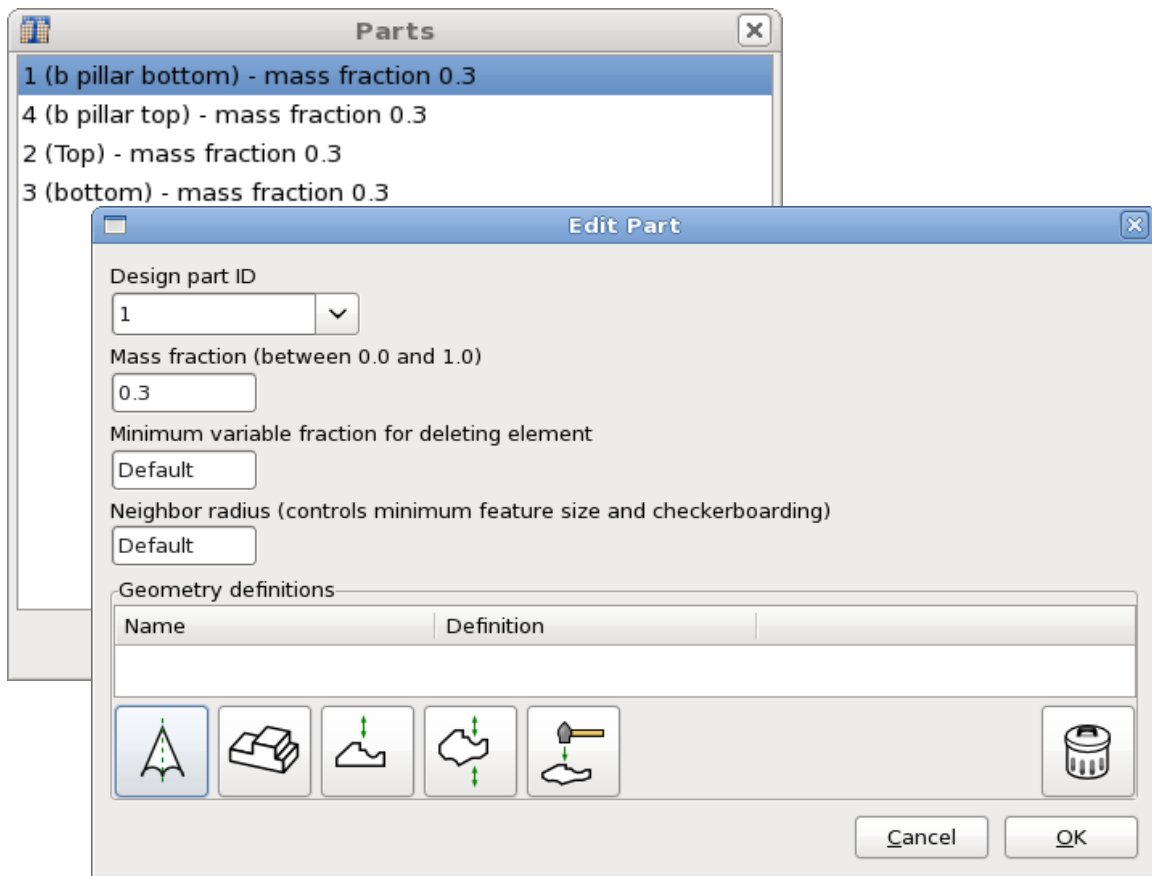 Parts
1 (b pillar bottom) - mass fraction 0.3
4 (b pillar top) - mass fraction 0.3
2 (Top) - mass fraction 0.3
3 (bottom) - mass fraction 0.3
Edit Part
Design part ID
1
Mass fraction (between 0.0 and 1.0)
0.3
Minimum variable fraction for deleting element
Default
Neighbor radius (controls minimum feature size and checkerboarding)
Default
Geometry definitions
Name Definition
Cancel OK